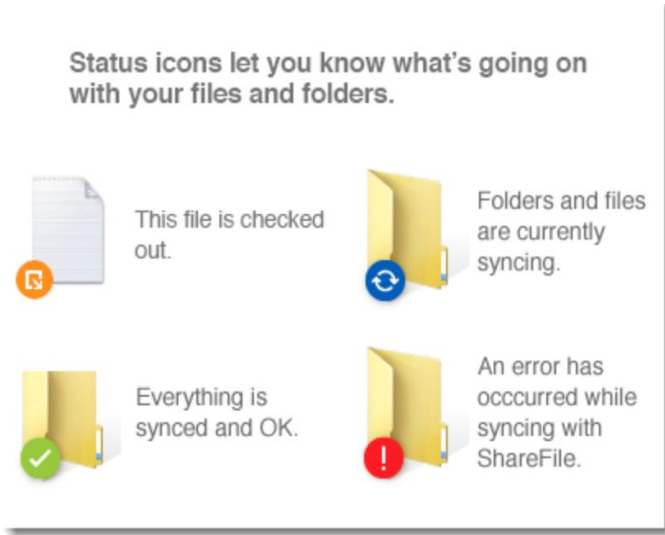 Status icons let you know what's going on
with your files and folders.
This file is checked
out.
Folders and files
are currently
syncing.
Everything is
synced and OK.
An error has
occcurred while
syncing with
ShareFile.